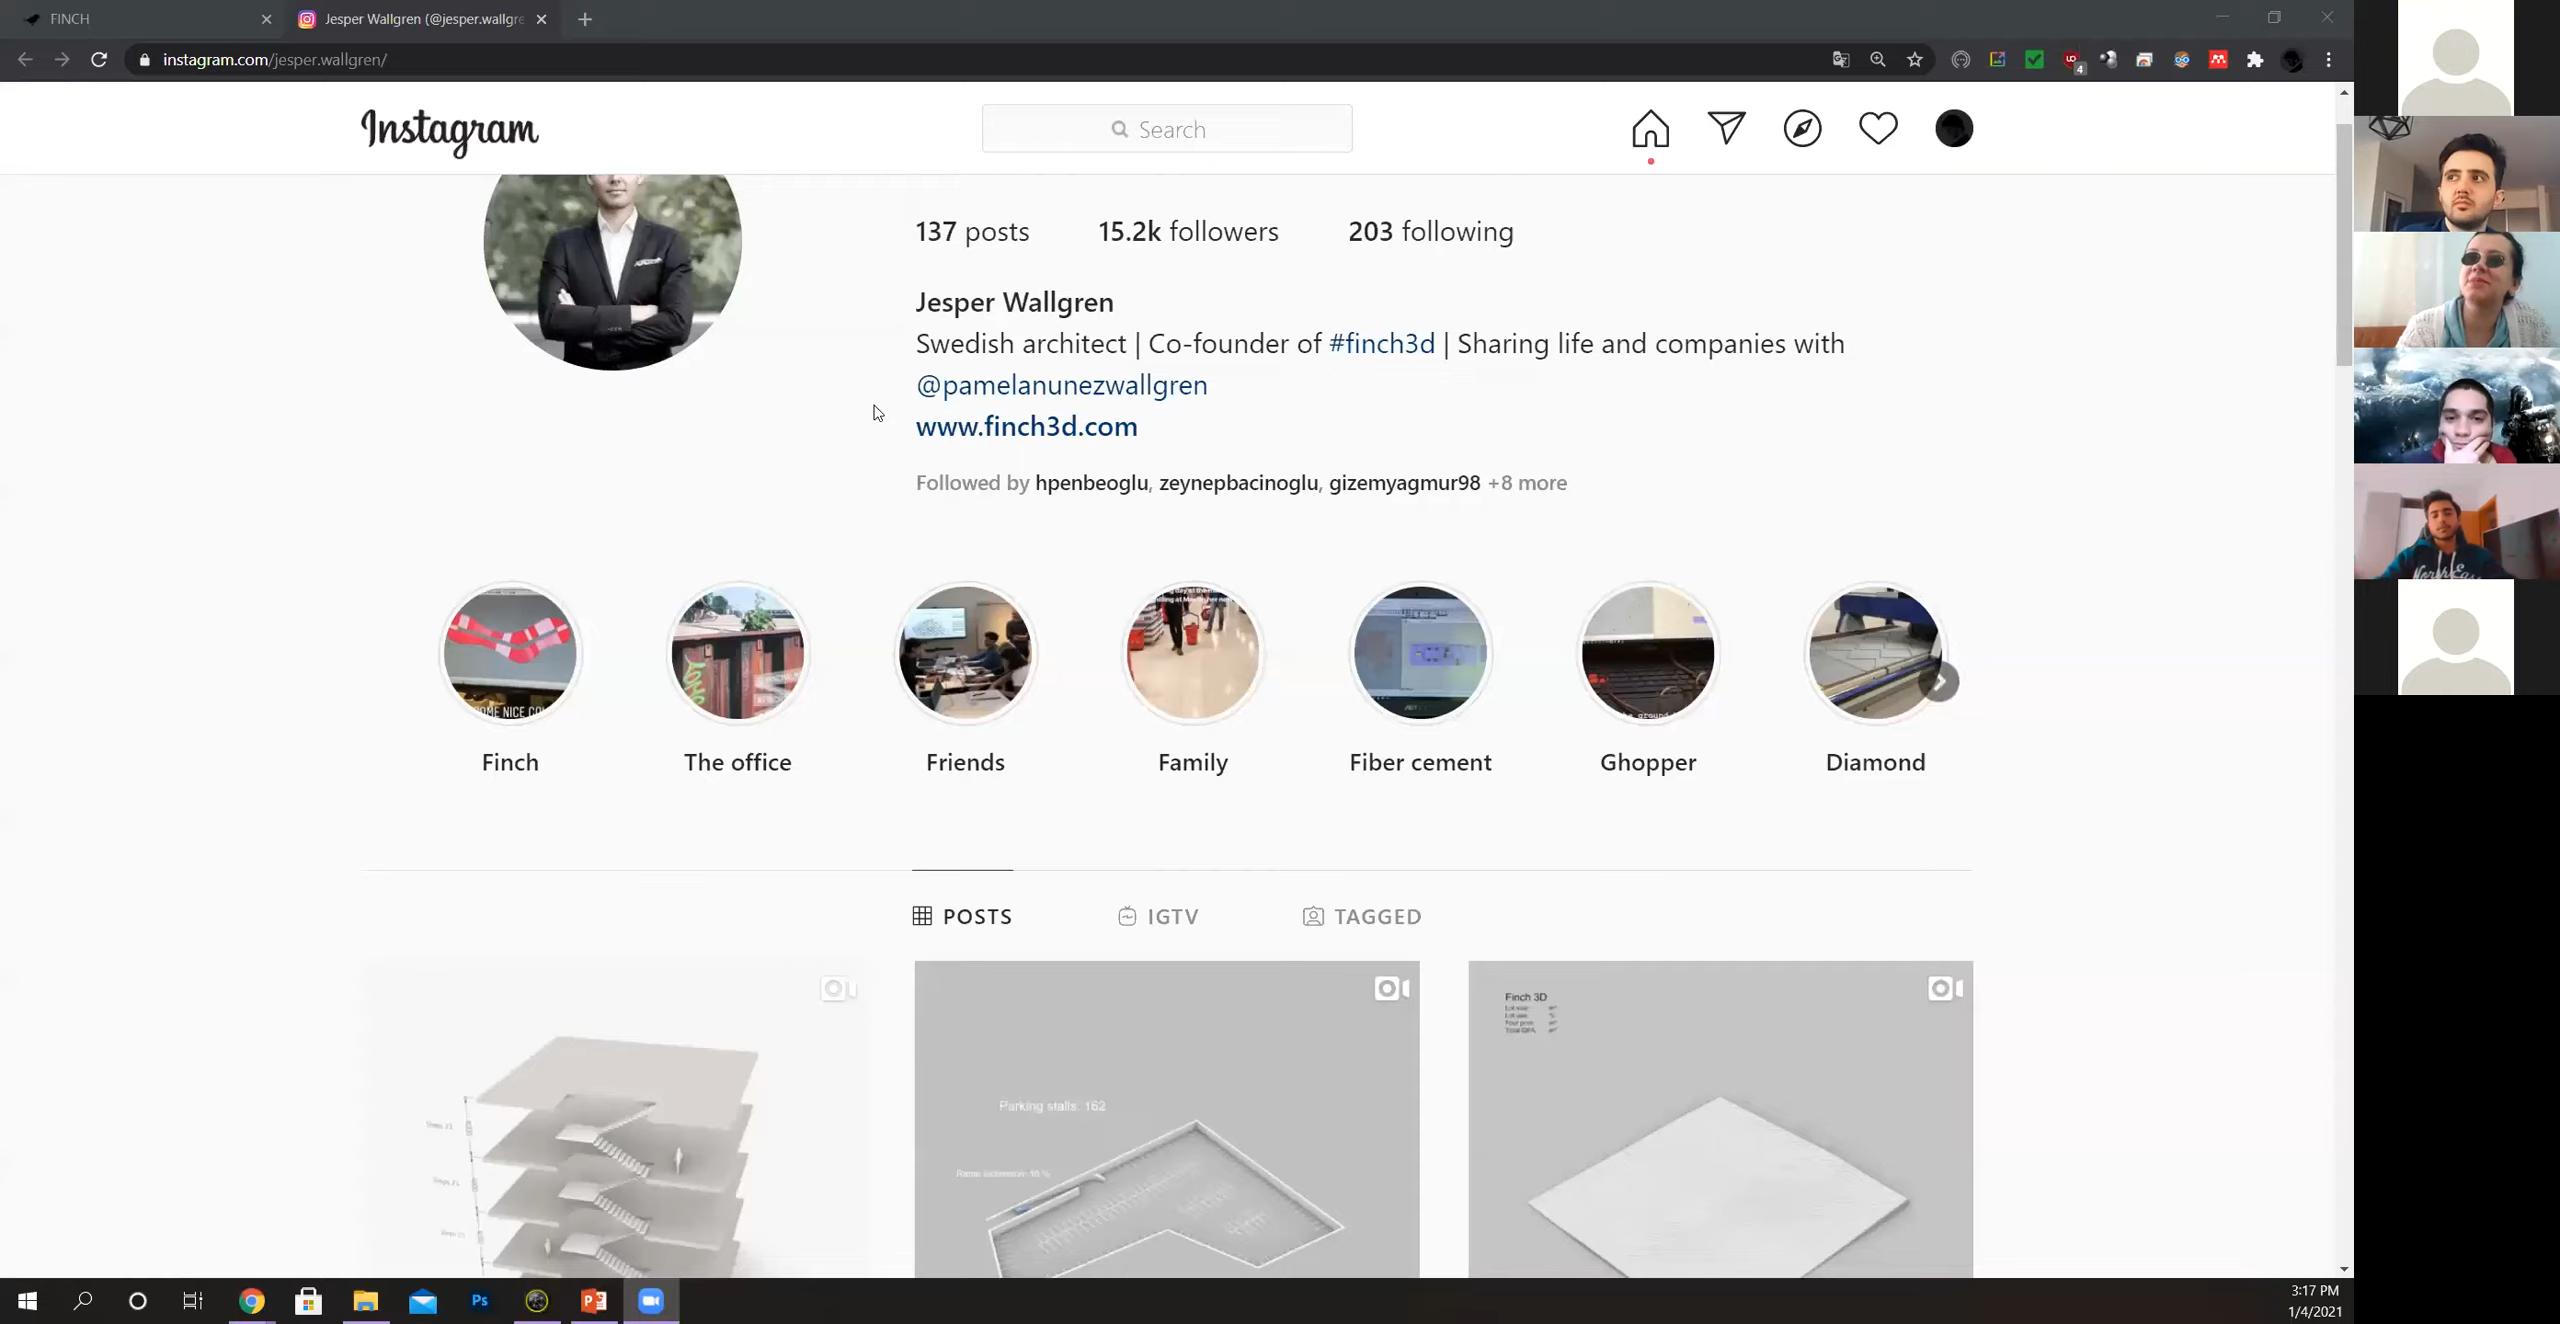 FINCH
Jesper Wallgren (@jesper.wallgre
instagram.com/jesper.wallgren/
4
Instagram
Search
137 posts 15.2k followers 203 following
Jesper Wallgren
Swedish architect | Co-founder of #finch3d | Sharing life and companies with
@pamelanunezwallgren
www.finch3d.com
Followed by hpenbeoglu, zeynepbacinoglu, gizemyagmur98 +8 more
Finch The office Friends Family Fiber cement Ghopper Diamond
POSTS IGTV TAGGED
Finch 3D
Parking stalls: 162
Ps
3:17 PM
1/4/2021